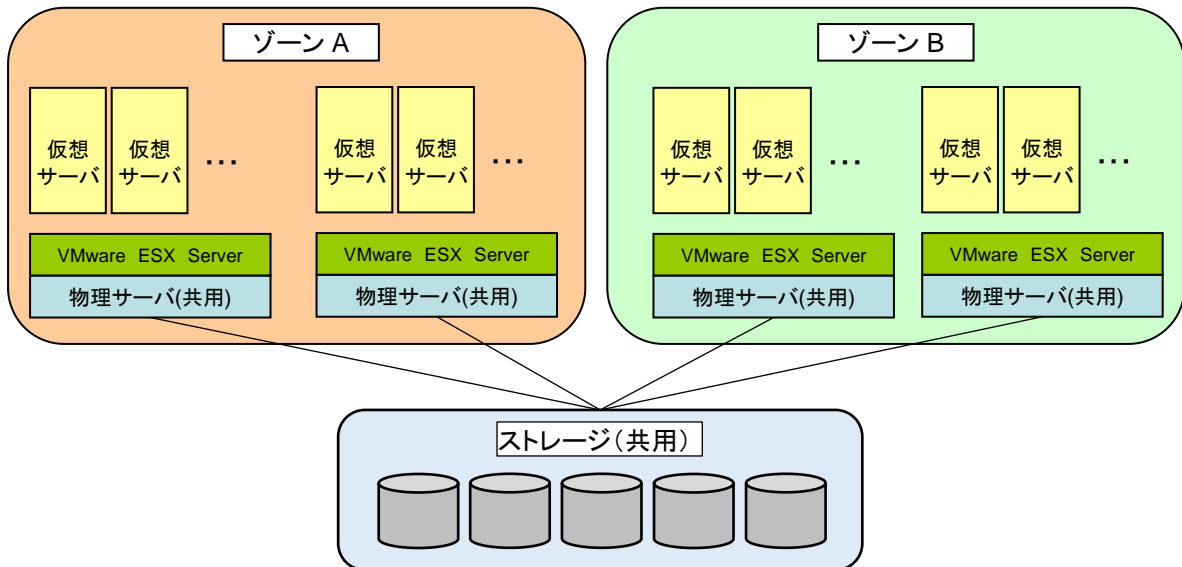 ゾーン A
仮想
サーバ
仮想
サーバ
…
仮想
サーバ
仮想
サーバ
…
VMware ESX Server
物理サーバ(共用)
VMware ESX Server
物理サーバ(共用)
ゾーン B
仮想
サーバ
仮想
サーバ
…
仮想
サーバ
仮想
サーバ
…
VMware ESX Server
物理サーバ(共用)
VMware ESX Server
物理サーバ(共用)
ストレージ(共用)